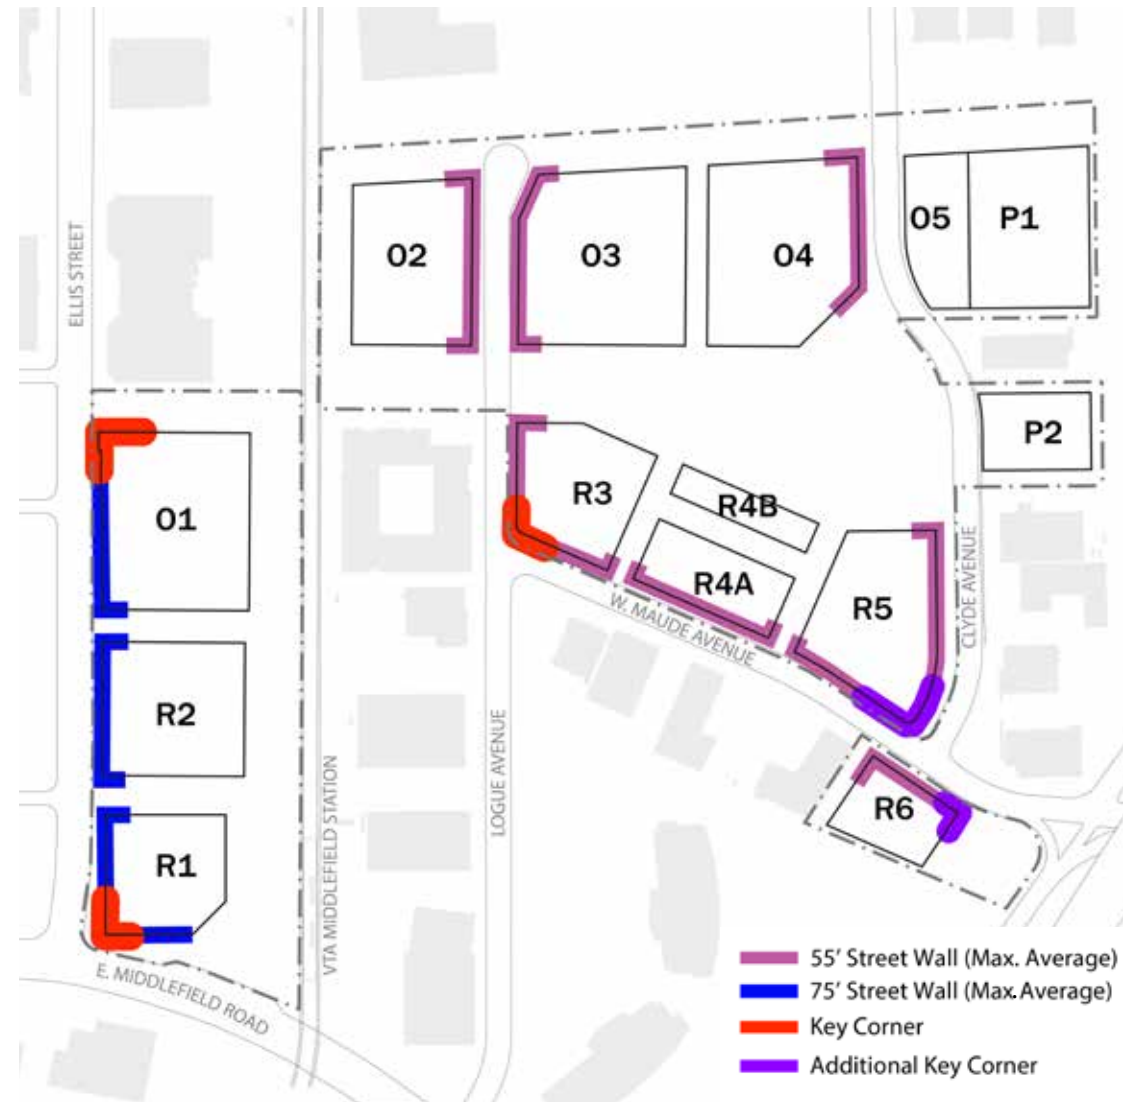 ELLIS STREET
O2
O3
O4
O5
P1
P2
O1
R3
R4B
R4A
R5
W. MAUDE AVENUE
CLYDE AVENUE
R2
R1
R6
VTA MIDDLEFIELD STATION
LOGUE AVENUE
E. MIDDLEFIELD ROAD
55' Street Wall (Max. Average)
75' Street Wall (Max. Average)
Key Corner
Additional Key Corner